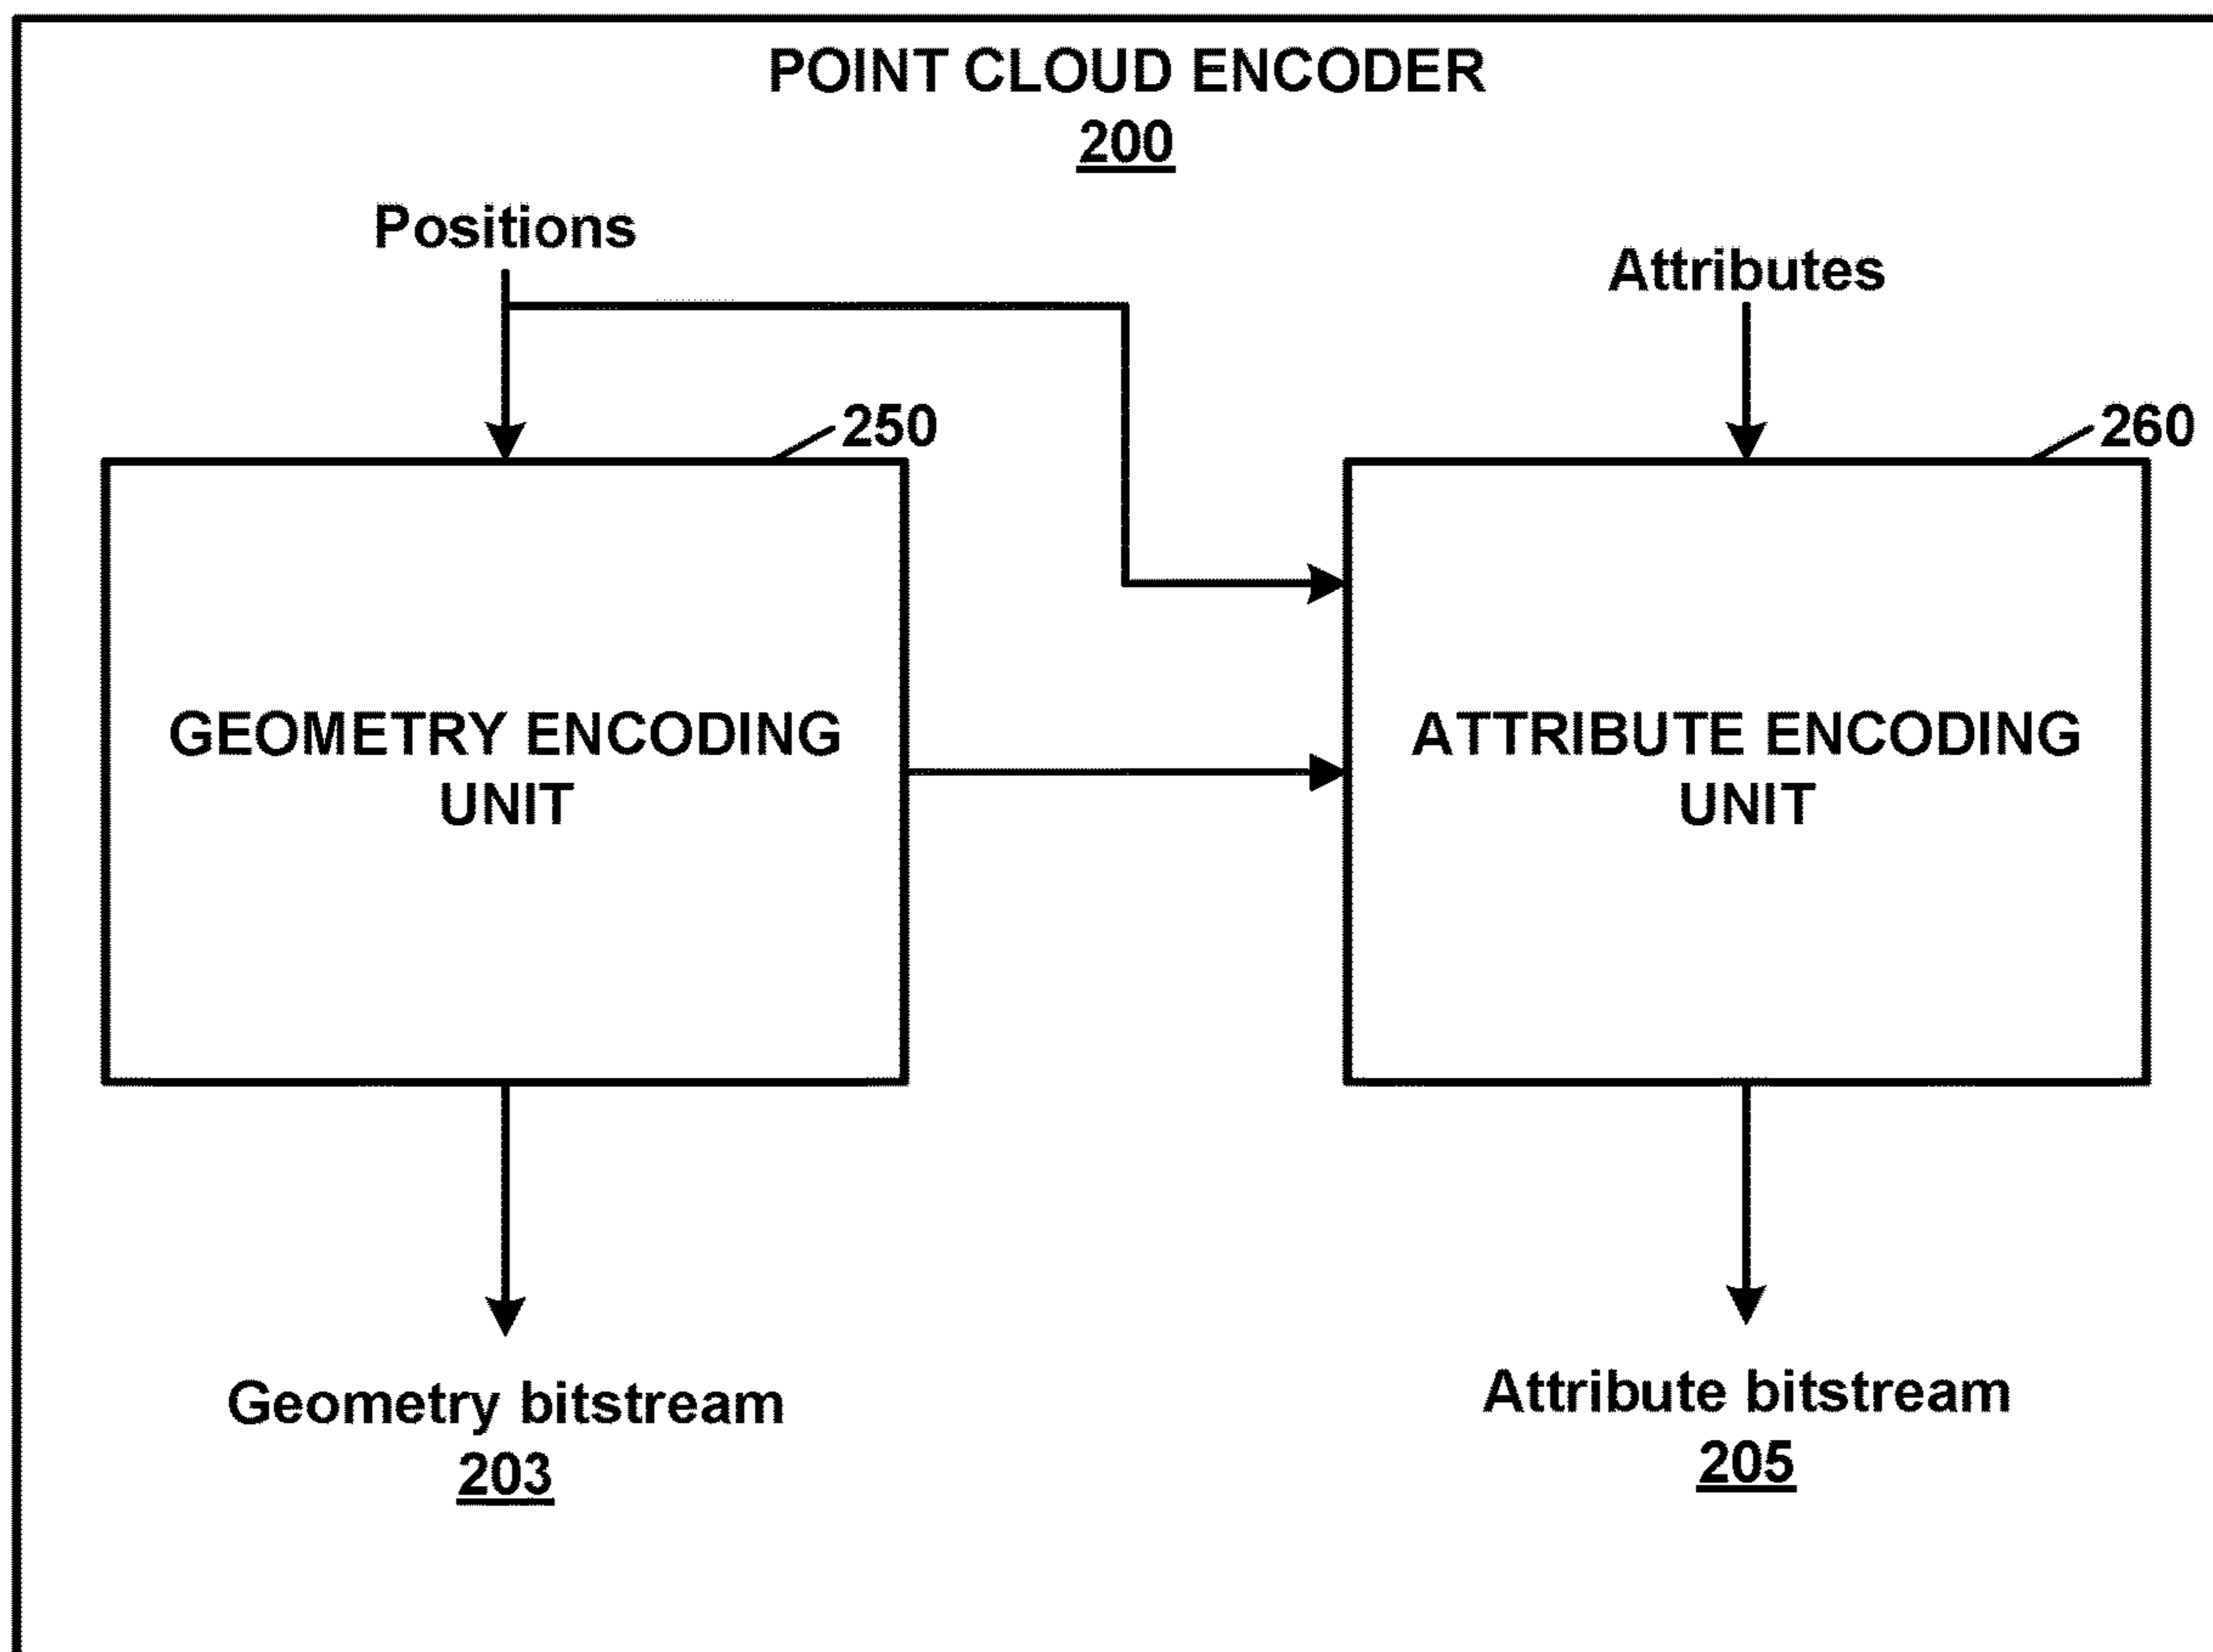 POINT CLOUD ENCODER
200
Positions
Attributes
250
260
GEOMETRY ENCODING
UNIT
ATTRIBUTE ENCODING
UNIT
Geometry bitstream
203
Attribute bitstream
205